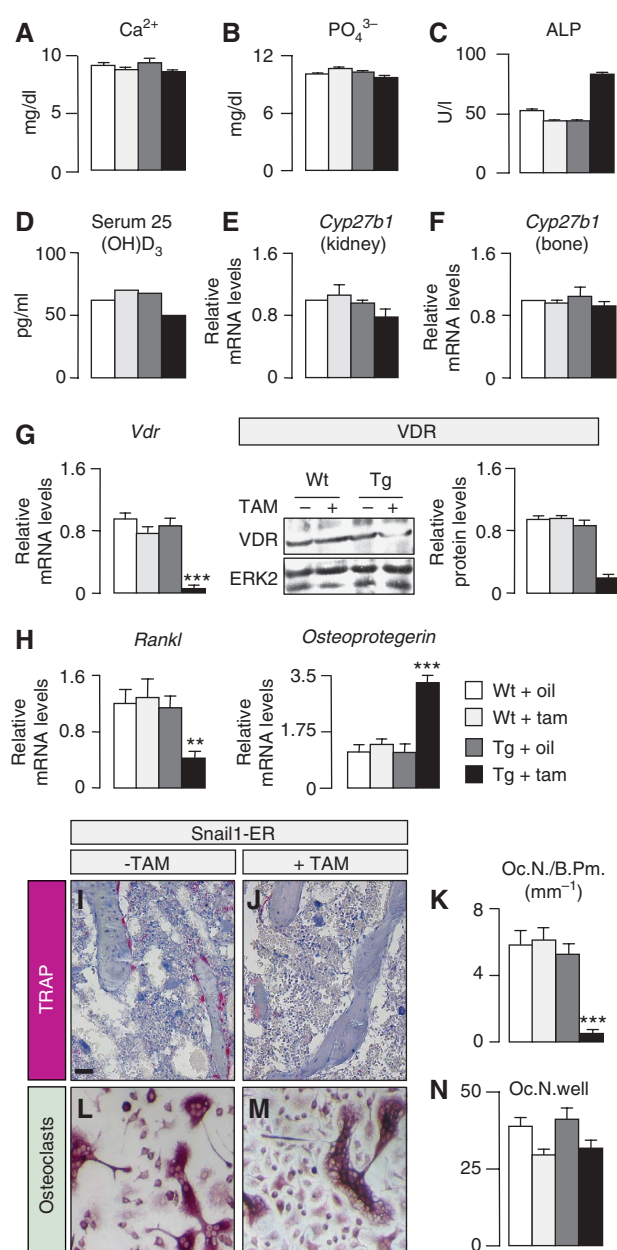 A
Ca²⁺
mg/dl
10
5
0
B
PO₄³⁻
mg/dl
12
6
0
C
ALP
U/l
100
50
0
D
Serum 25
(OH)D₃
pg/ml
100
50
0
E
Cyp27b1
(kidney)
Relative
mRNA levels
1.6
0.8
0
F
Cyp27b1
(bone)
Relative
mRNA levels
1.6
0.8
0
G
Vdr
Relative
mRNA levels
1.6
0.8
0
***
VDR
Wt Tg
TAM − + − +
VDR
ERK2
Relative
protein levels
1.6
0.8
0
H
Rankl
Relative
mRNA levels
1.6
0.8
0
**
Osteoprotegerin
Relative
mRNA levels
3.5
1.75
0
***
Wt + oil
Wt + tam
Tg + oil
Tg + tam
Snail1-ER
-TAM
+ TAM
TRAP
I
J
K
Oc.N./B.Pm.
(mm⁻¹)
8
6
0
***
Osteoclasts
L
M
N
Oc.N.well
50
25
0